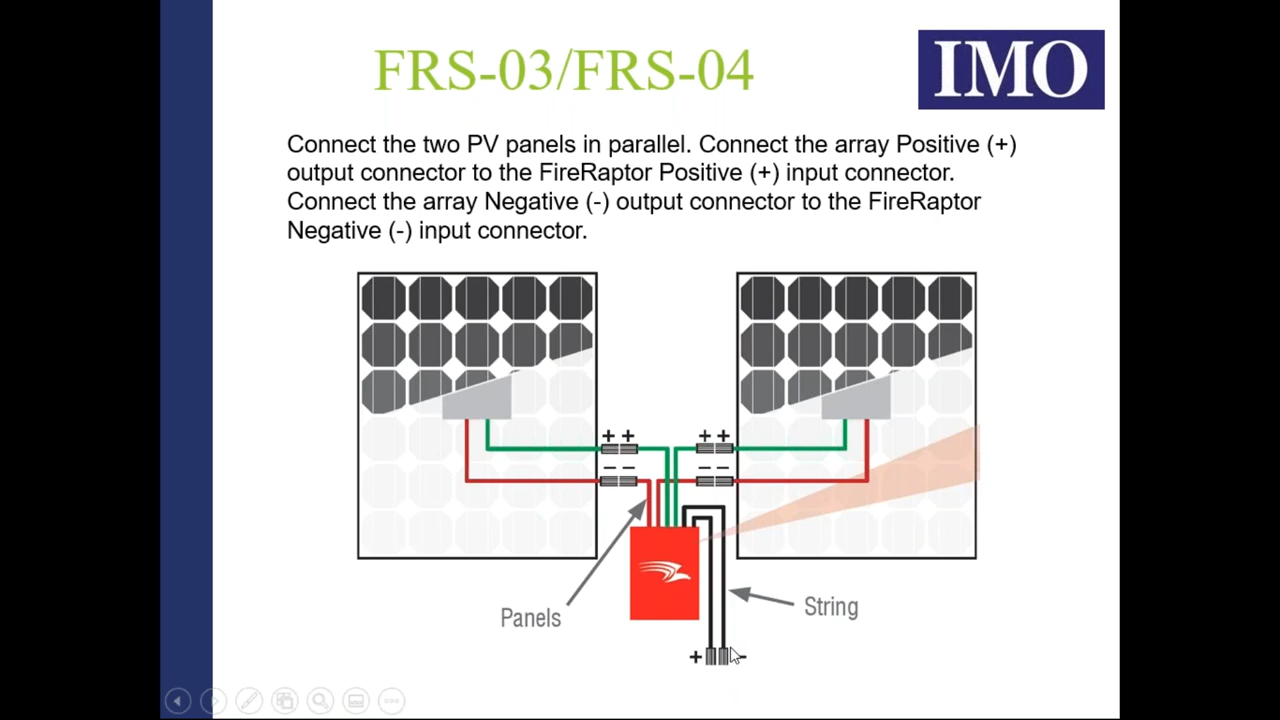 FRS-03/FRS-04
IMO
Connect the two PV panels in parallel. Connect the array Positive (+)
output connector to the FireRaptor Positive (+) input connector.
Connect the array Negative (-) output connector to the FireRaptor
Negative (-) input connector.
+ + + +
- - - -
Panels
String
+ -